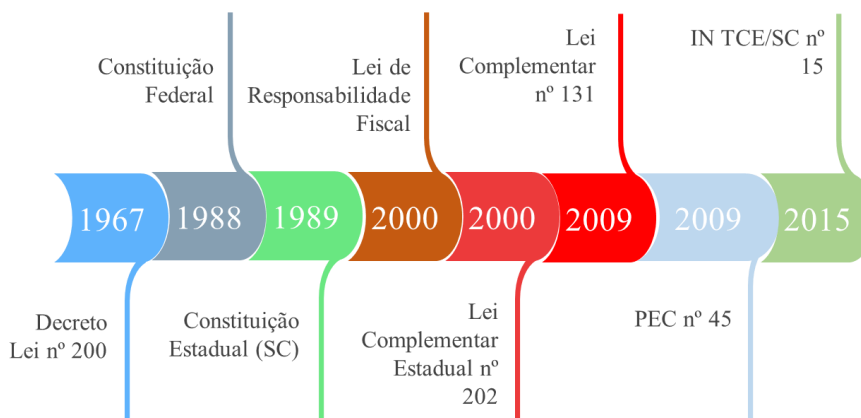 Constituição
Federal
Lei de
Responsabilidade
Fiscal
Lei
Complementar
nº 131
IN TCE/SC nº
15
1967
1988
1989
2000
2000
2009
2009
2015
Decreto
Lei nº 200
Constituição
Estadual (SC)
Lei
Complementar
Estadual nº
202
PEC nº 45